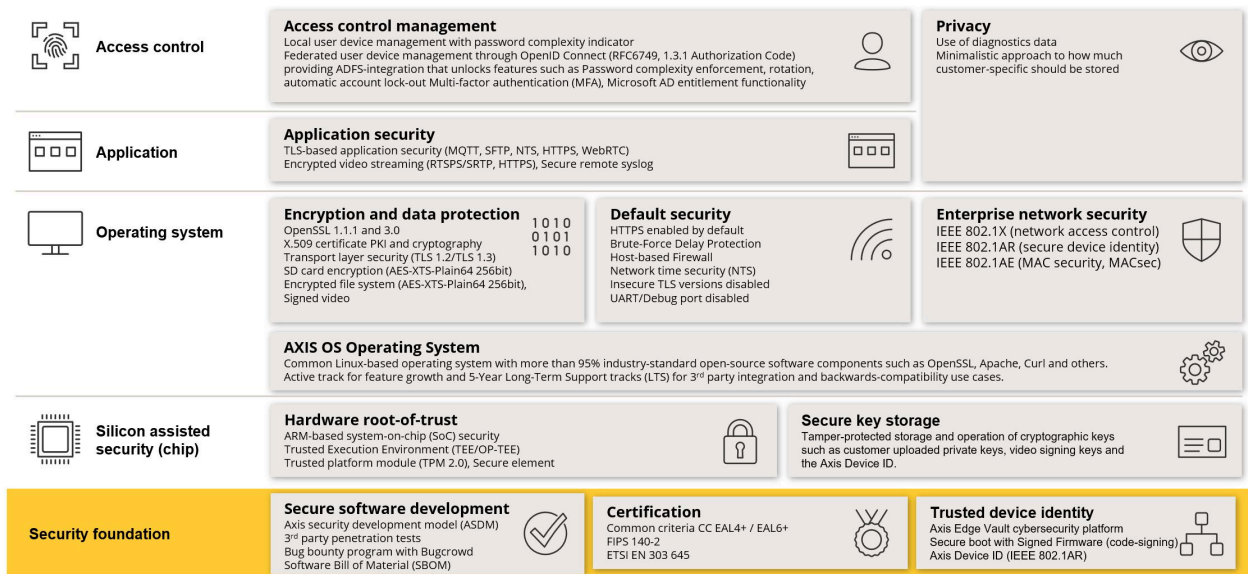 Access control
Access control management
Local user device management with password complexity indicator
Federated user device management through OpenID Connect (RFC6749, 1.3.1 Authorization Code)
providing ADFS-integration that unlocks features such as Password complexity enforcement, rotation,
automatic account lock-out Multi-factor authentication (MFA), Microsoft AD entitlement functionality
Privacy
Use of diagnostics data
Minimalistic approach to how much
customer-specific should be stored
Application
Application security
TLS-based application security (MQTT, SFTP, NTS, HTTPS, WebRTC)
Encrypted video streaming (RTSPS/SRTP, HTTPS), Secure remote syslog
Operating system
Encryption and data protection
OpenSSL 1.1.1 and 3.0
X.509 certificate PKI and cryptography
Transport layer security (TLS 1.2/TLS 1.3)
SD card encryption (AES-XTS-Plain64 256bit)
Encrypted file system (AES-XTS-Plain64 256bit),
Signed video
1010
0101
1010
Default security
HTTPS enabled by default
Brute-Force Delay Protection
Host-based Firewall
Network time security (NTS)
Insecure TLS versions disabled
UART/Debug port disabled
Enterprise network security
IEEE 802.1X (network access control)
IEEE 802.1AR (secure device identity)
IEEE 802.1AE (MAC security, MACsec)
AXIS OS Operating System
Common Linux-based operating system with more than 95% industry-standard open-source software components such as OpenSSL, Apache, Curl and others.
Active track for feature growth and 5-Year Long-Term Support tracks (LTS) for 3rd party integration and backwards-compatibility use cases.
Silicon assisted
security (chip)
Hardware root-of-trust
ARM-based system-on-chip (SoC) security
Trusted Execution Environment (TEE/OP-TEE)
Trusted platform module (TPM 2.0), Secure element
Secure key storage
Tamper-protected storage and operation of cryptographic keys
such as customer uploaded private keys, video signing keys and
the Axis Device ID.
Security foundation
Secure software development
Axis security development model (ASDM)
3rd party penetration tests
Bug bounty program with Bugcrowd
Software Bill of Material (SBOM)
Certification
Common criteria CC EAL4+ / EAL6+
FIPS 140-2
ETSI EN 303 645
Trusted device identity
Axis Edge Vault cybersecurity platform
Secure boot with Signed Firmware (code-signing)
Axis Device ID (IEEE 802.1AR)